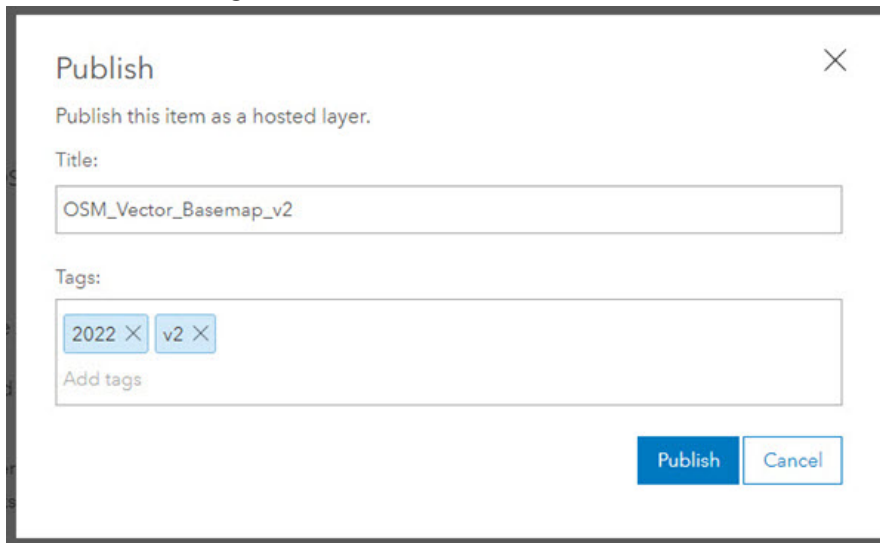 Publish
Publish this item as a hosted layer.
Title:
OSM_Vector_Basemap_v2
Tags:
2022 v2
Add tags
Publish Cancel